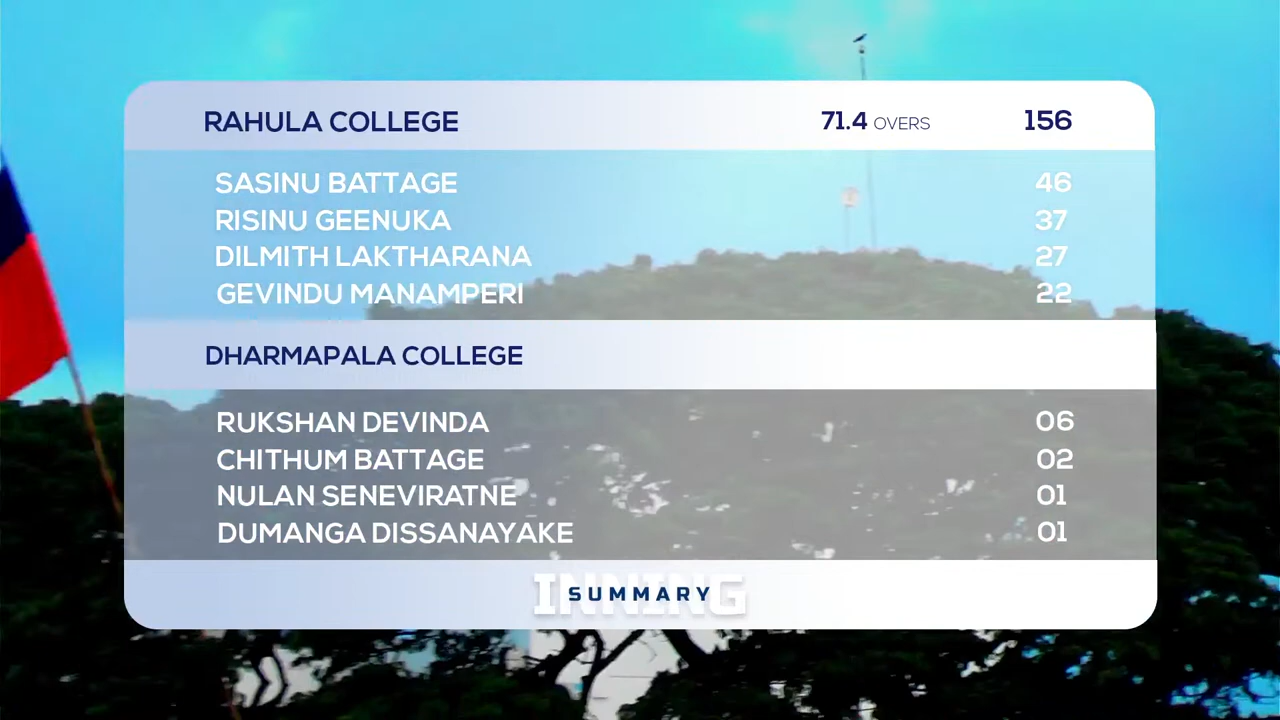 RAHULA COLLEGE 71.4 OVERS 156
SASINU BATTAGE 46
RISINU GEENUKA 37
DILMITH LAKTHARANA 27
GEVINDU MANAMPERI 22
DHARMAPALA COLLEGE
RUKSHAN DEVINDA 06
CHITHUM BATTAGE 02
NULAN SENEVIRATNE 01
DUMANGA DISSANAYAKE 01
INNING
SUMMARY